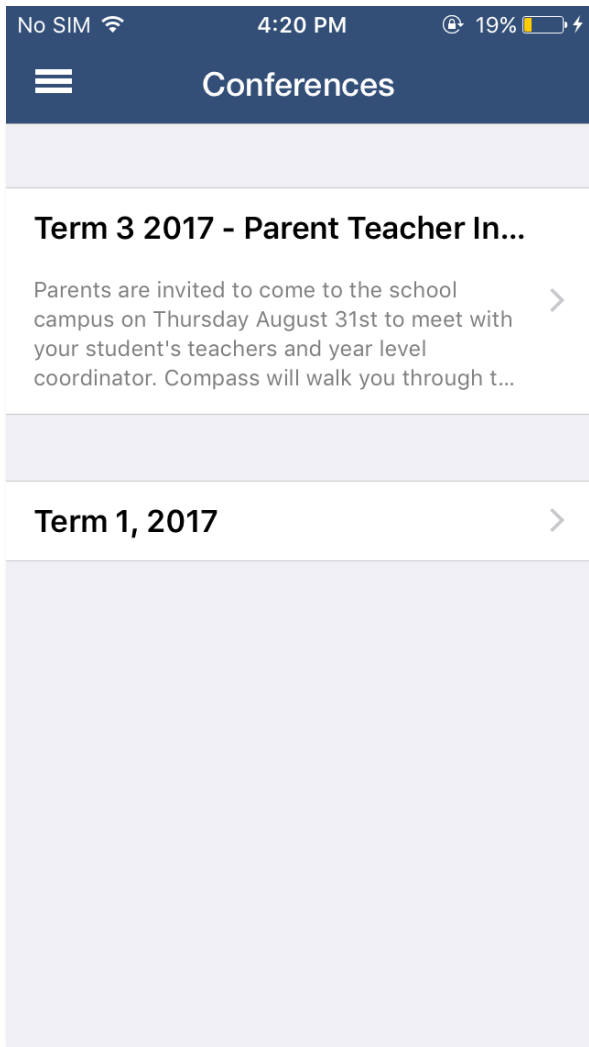 No SIM 4:20 PM 19%
Conferences
Term 3 2017 - Parent Teacher In...
Parents are invited to come to the school
campus on Thursday August 31st to meet with
your student's teachers and year level
coordinator. Compass will walk you through t...
Term 1, 2017